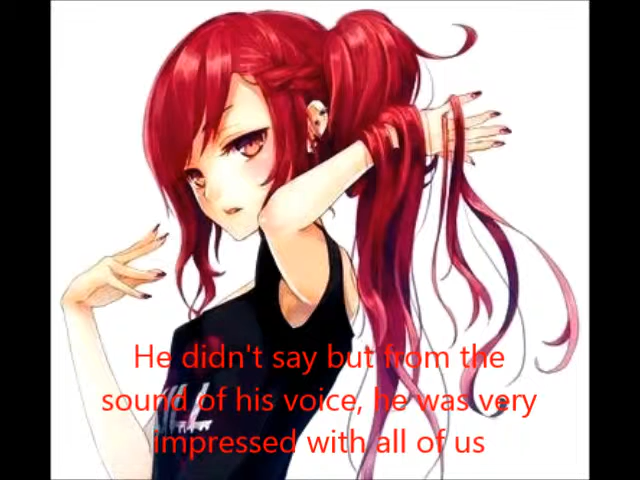 He didn't say but from the
sound of his voice, he was very
impressed with all of us